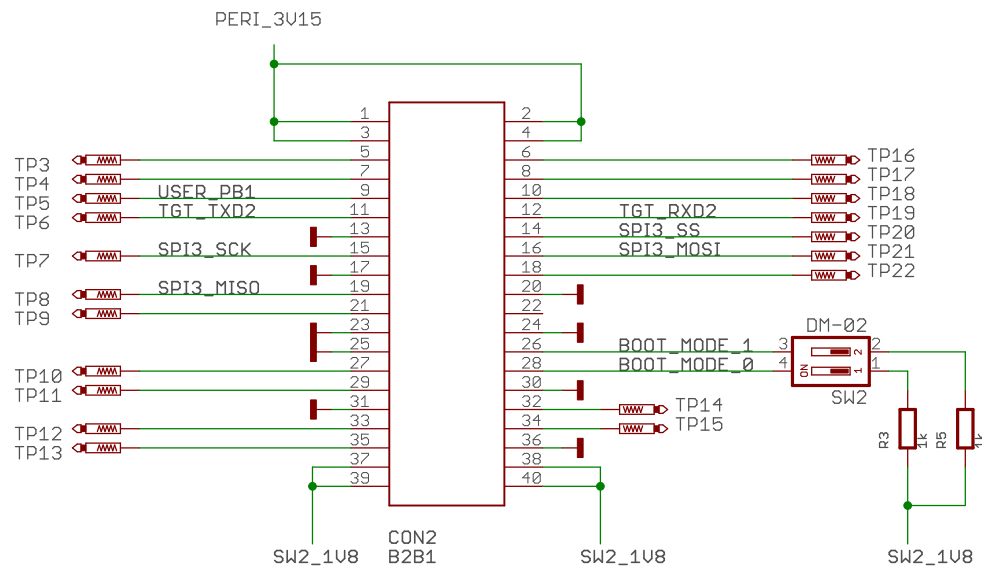 PERI_3V15
1 2
3 4
TP3 5 6 TP16
TP4 7 8 TP17
TP5 USER_PB1 9 10 TP18
TP6 TGT_TXD2 11 12 TGT_RXD2 TP19
13 14 SPI3_SS TP20
TP7 SPI3_SCK 15 16 SPI3_MOSI TP21
17 18 TP22
TP8 SPI3_MISO 19 20
TP9 21 22
23 24
DM-02
25 26 BOOT_MODE_1 3 2 2
TP10 27 28 BOOT_MODE_0 4 ON 1 1
TP11 29 30
SW2
31 32 TP14
TP12 33 34 TP15
TP13 35 36
R3 1k R5 1k
37 38
39 40
CON2
B2B1
SW2_1V8 SW2_1V8 SW2_1V8